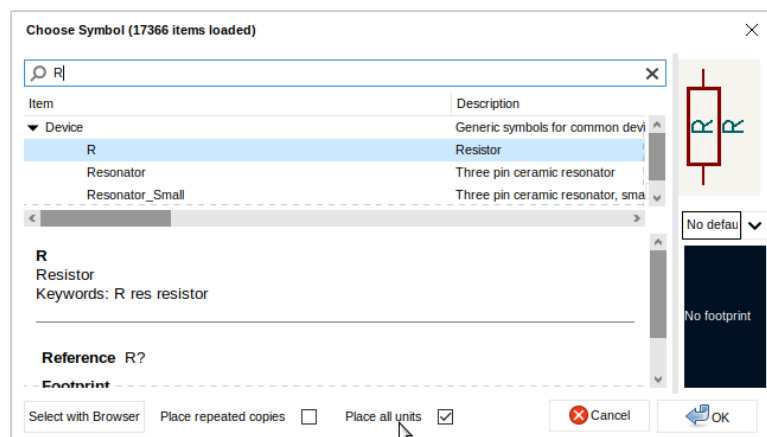 Choose Symbol (17366 items loaded)
R
Item Description
Device Generic symbols for common devi
R Resistor
Resonator Three pin ceramic resonator
Resonator_Small Three pin ceramic resonator, sma
R R
No defau
R
Resistor
Keywords: R res resistor
No footprint
Reference R?
Footprint
Select with Browser Place repeated copies Place all units Cancel OK